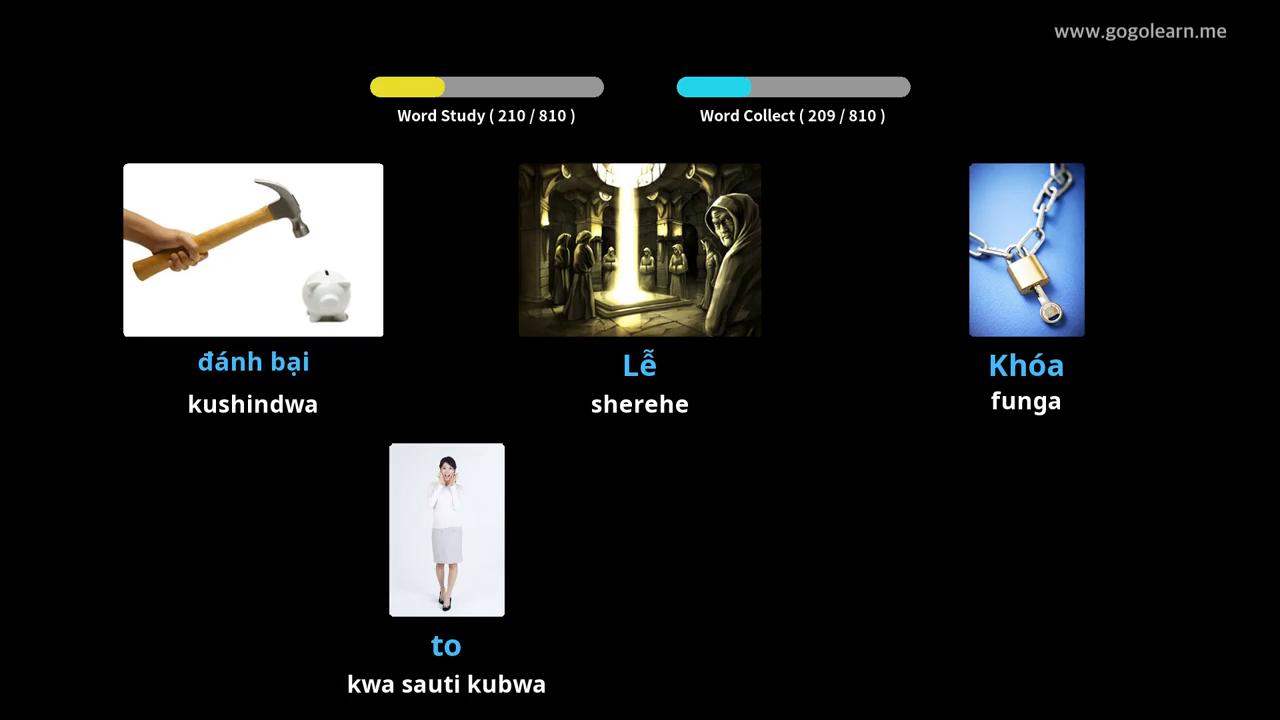 www.gogolearn.me
Word Study ( 210 / 810 )
Word Collect ( 209 / 810 )
đánh bại
kushindwa
Lễ
sherehe
Khóa
funga
to
kwa sauti kubwa